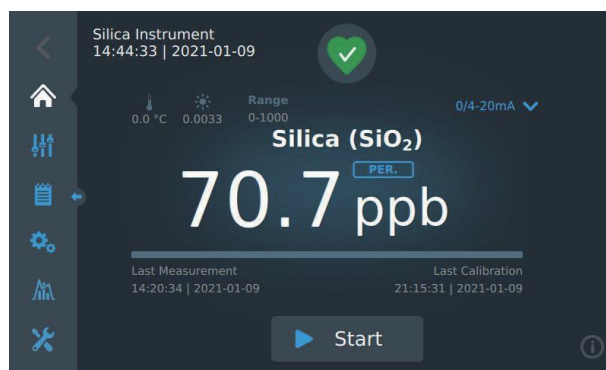 Silica Instrument
14:44:33 | 2021-01-09
Range
0.0 °C 0.0033 0-1000
0/4-20mA
Silica (SiO₂)
PER.
70.7 ppb
Last Measurement Last Calibration
14:20:34 | 2021-01-09 21:15:31 | 2021-01-09
Start